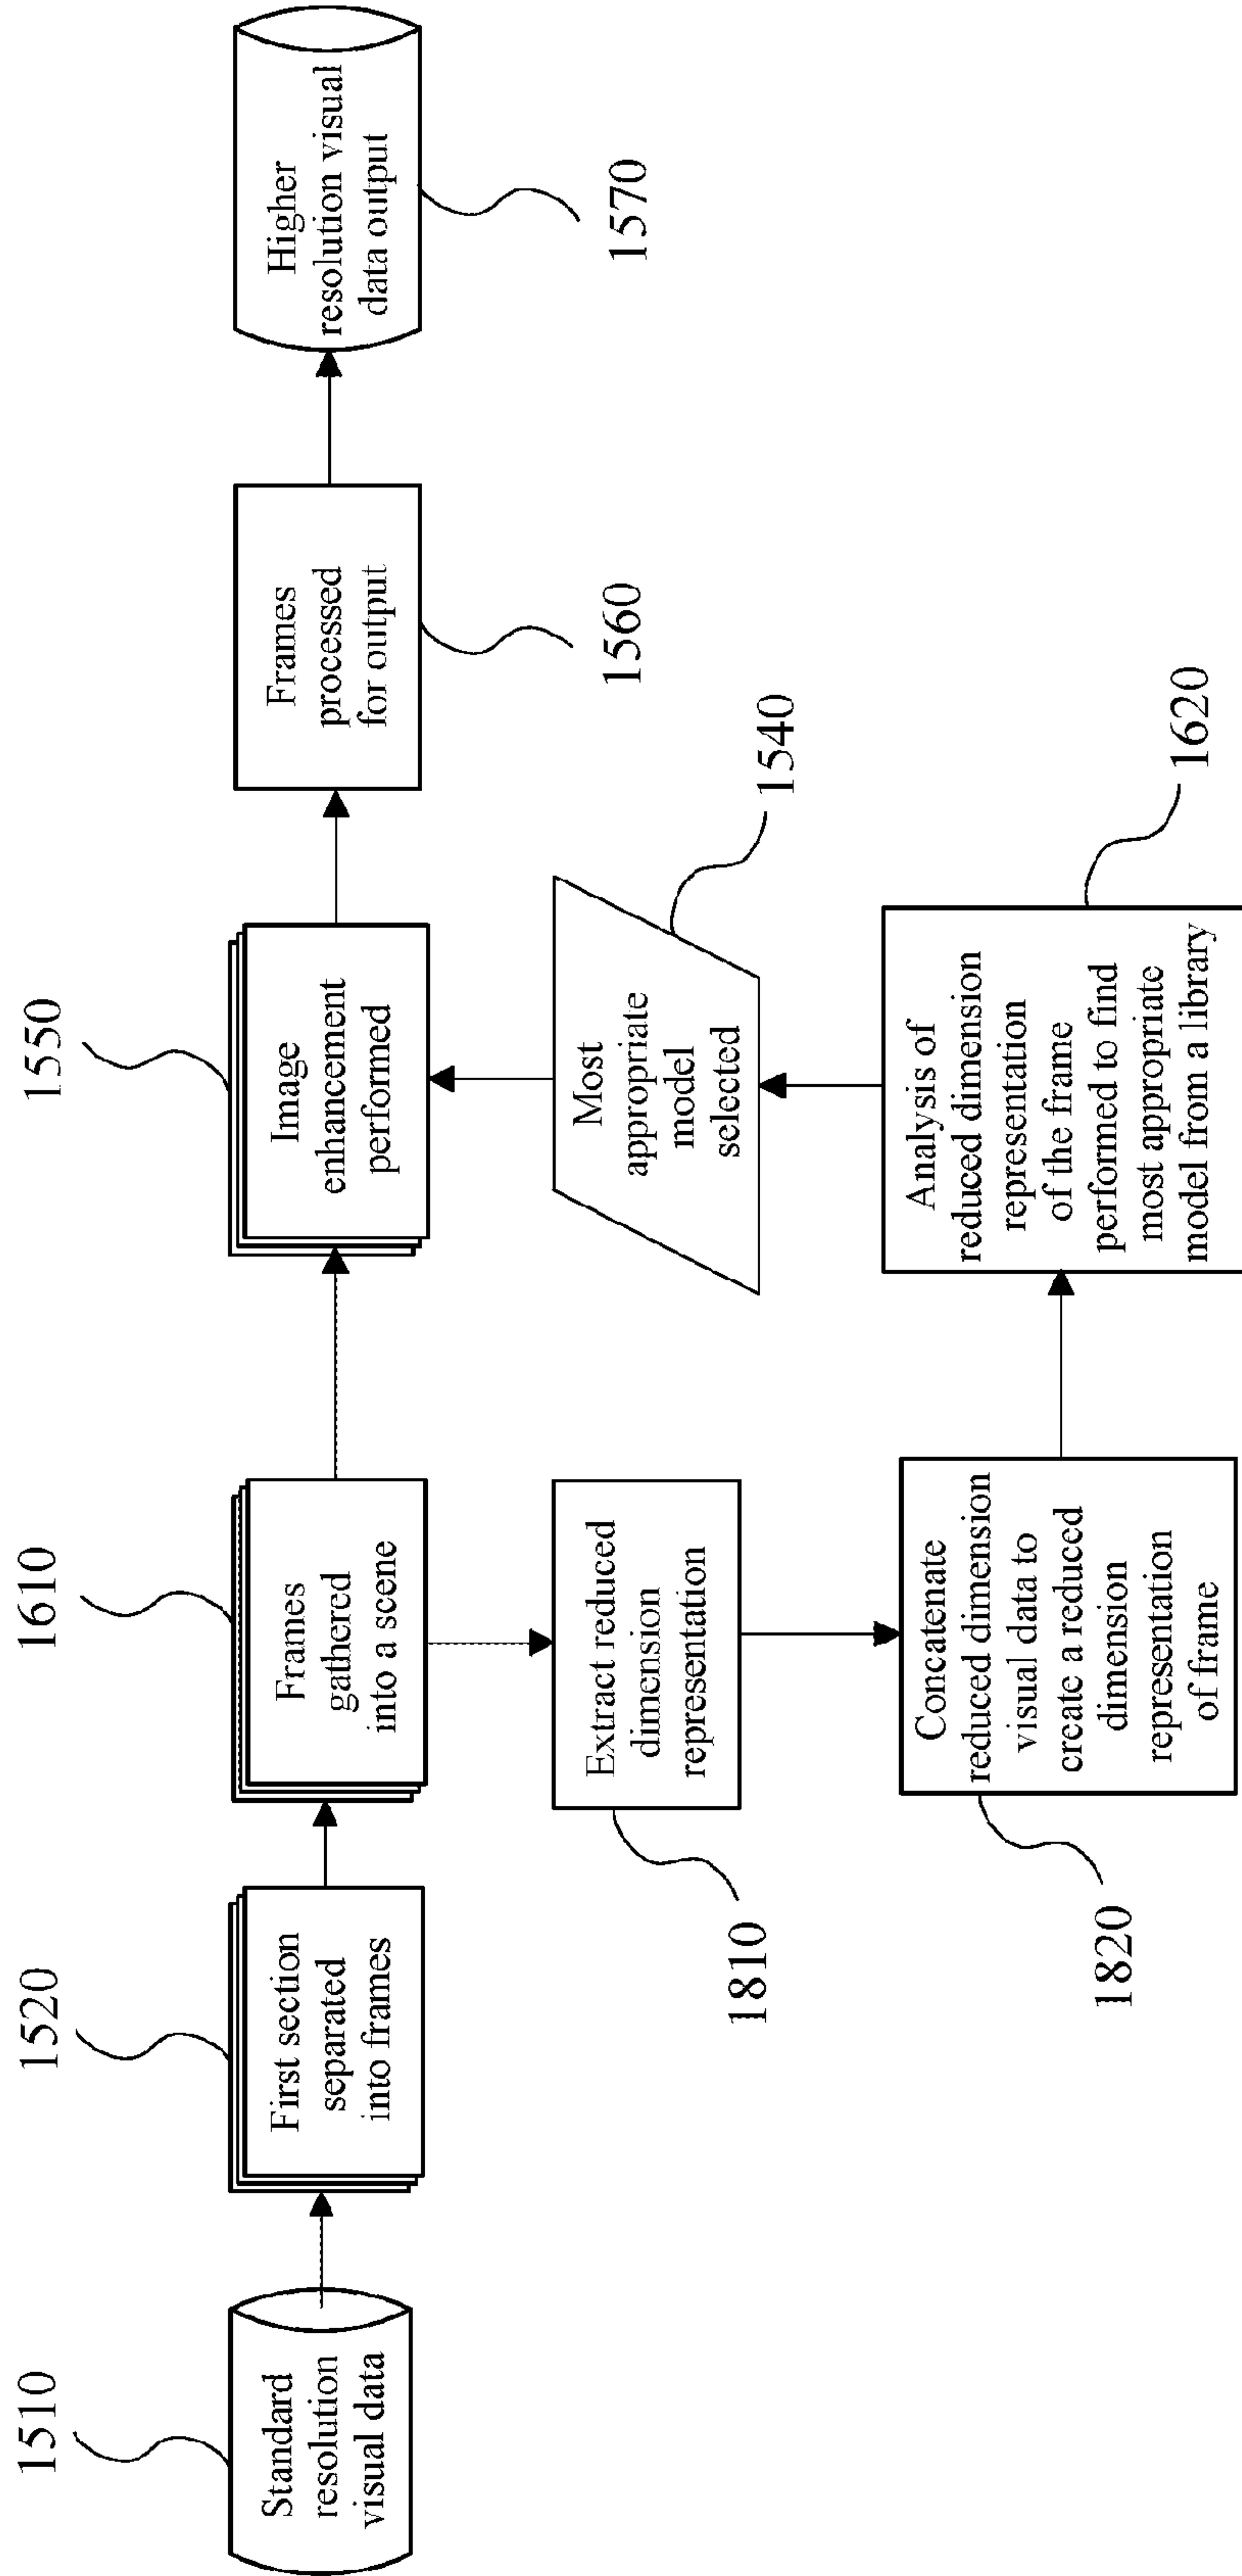 1510
Standard
resolution
visual data
1520
First section
separated
into frames
1610
Frames
gathered
into a scene
1550
Image
enhancement
performed
Frames
processed
for output
1560
Higher
resolution visual
data output
1570
Extract reduced
dimension
representation
1810
Most
appropriate
model
selected
1540
Concatenate
reduced dimension
visual data to
create a reduced
dimension
representation
of frame
1820
Analysis of
reduced dimension
representation
of the frame
performed to find
most appropriate
model from a library
1620